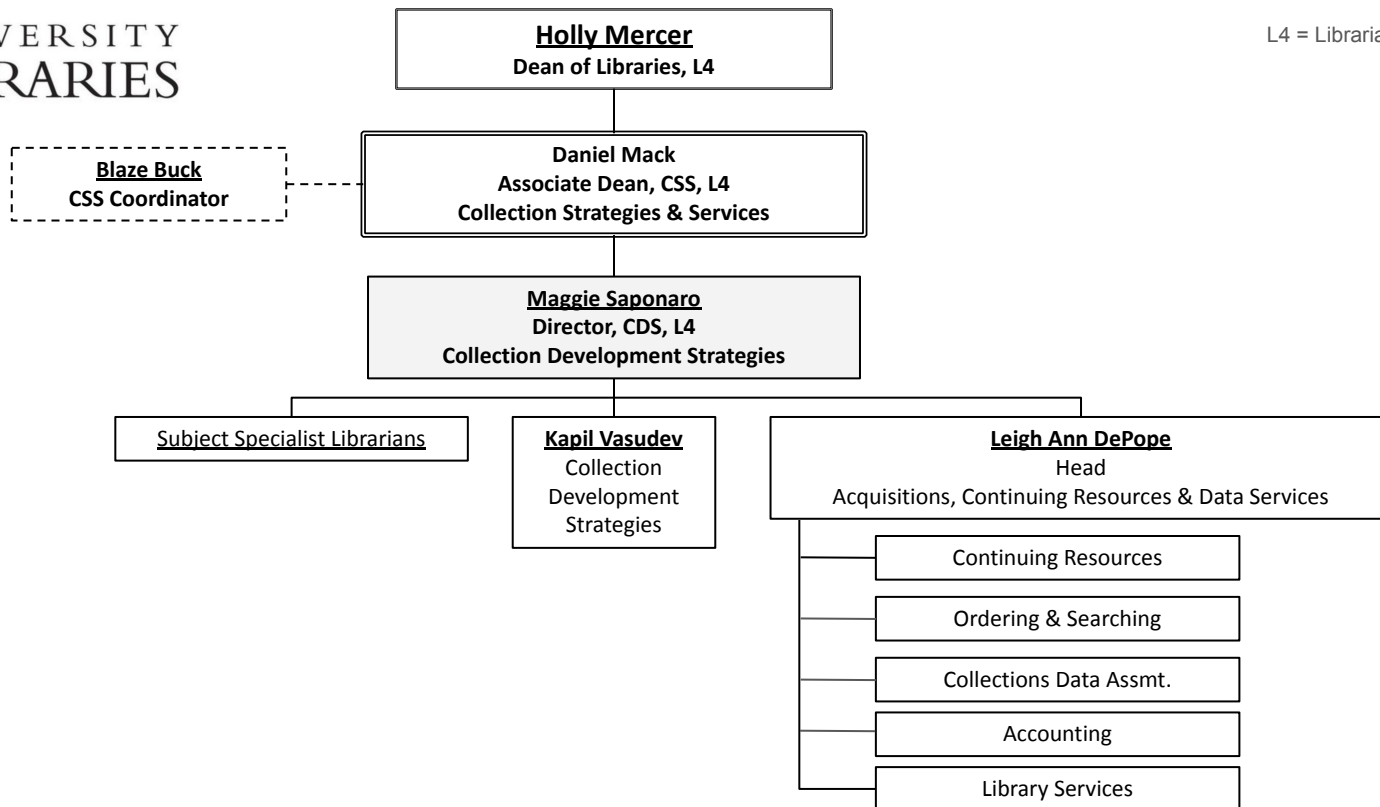 VERSITY
RARIES
Holly Mercer
Dean of Libraries, L4
L4 = Libraria
Blaze Buck
CSS Coordinator
Daniel Mack
Associate Dean, CSS, L4
Collection Strategies & Services
Maggie Saponaro
Director, CDS, L4
Collection Development Strategies
Subject Specialist Librarians
Kapil Vasudev
Collection
Development
Strategies
Leigh Ann DePope
Head
Acquisitions, Continuing Resources & Data Services
Continuing Resources
Ordering & Searching
Collections Data Assmt.
Accounting
Library Services